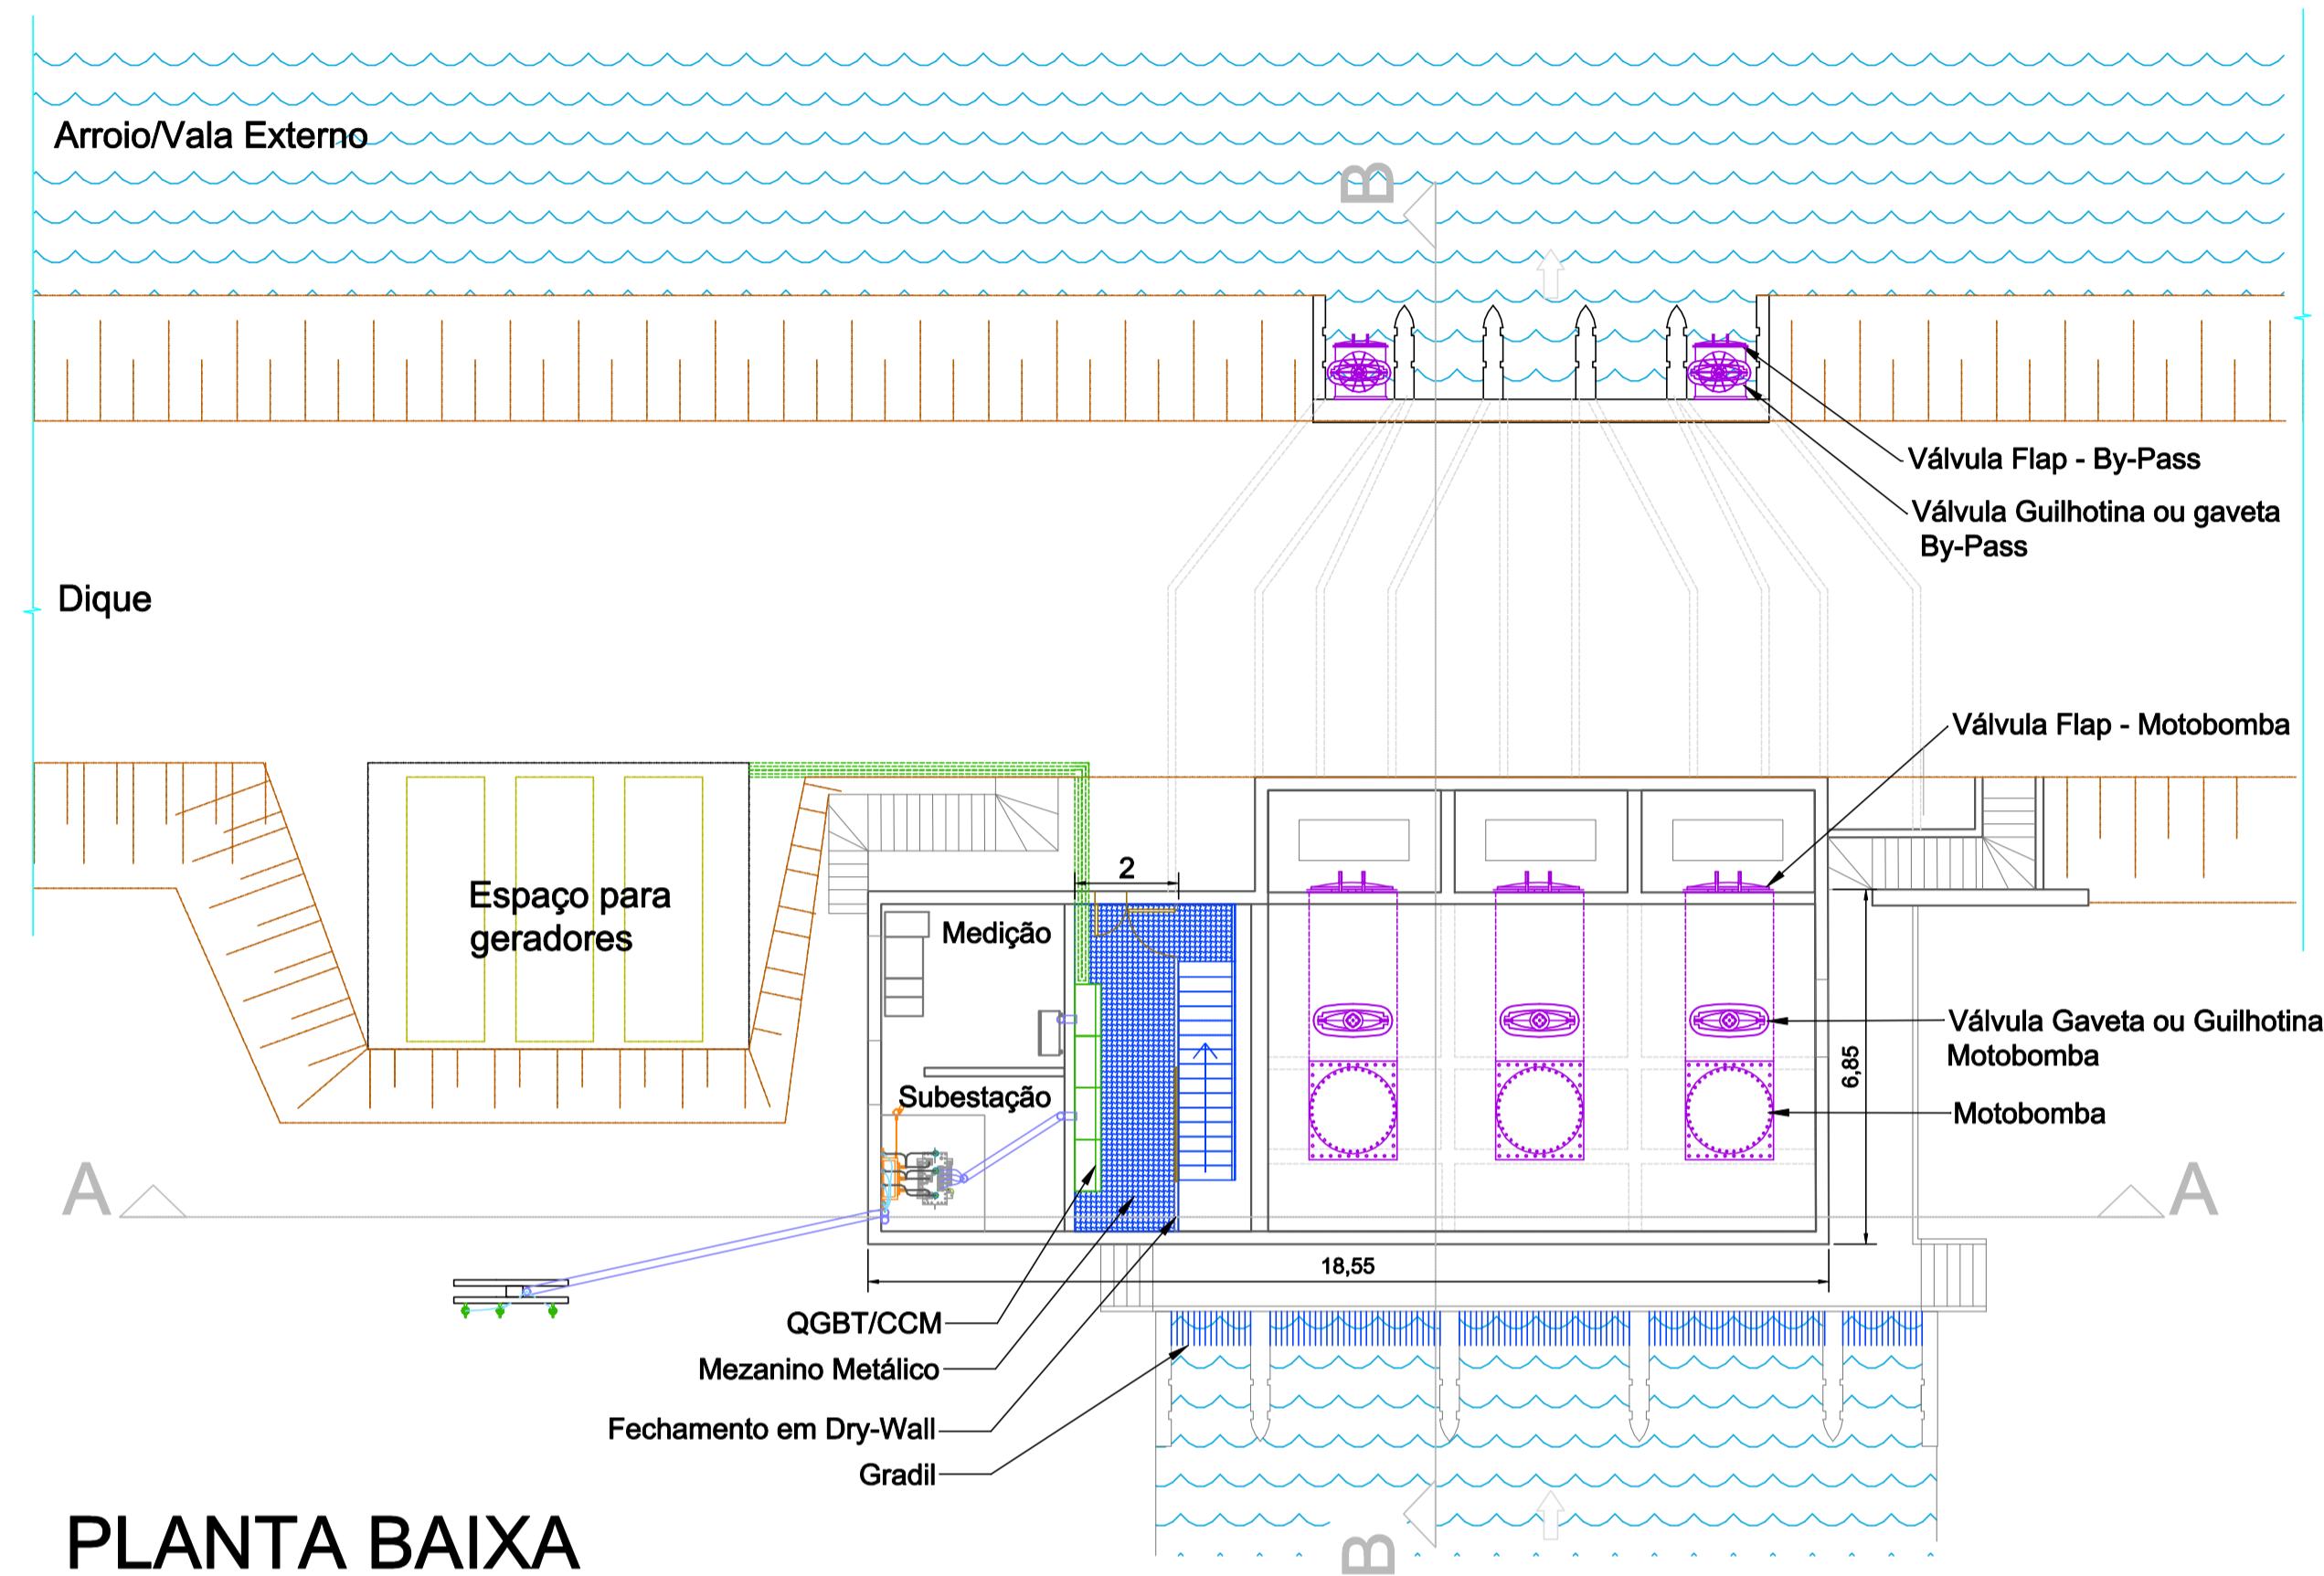 Arroio/Vala Externo
B
Válvula Flap - By-Pass
Válvula Guilhotina ou gaveta
By-Pass
Dique
Válvula Flap - Motobomba
2
Espaço para
geradores
Medição
Válvula Gaveta ou Guilhotina
Motobomba
6,85
Subestação
Motobomba
A
A
18,55
QGBT/CCM
Mezanino Metálico
Fechamento em Dry-Wall
Gradil
B
PLANTA BAIXA